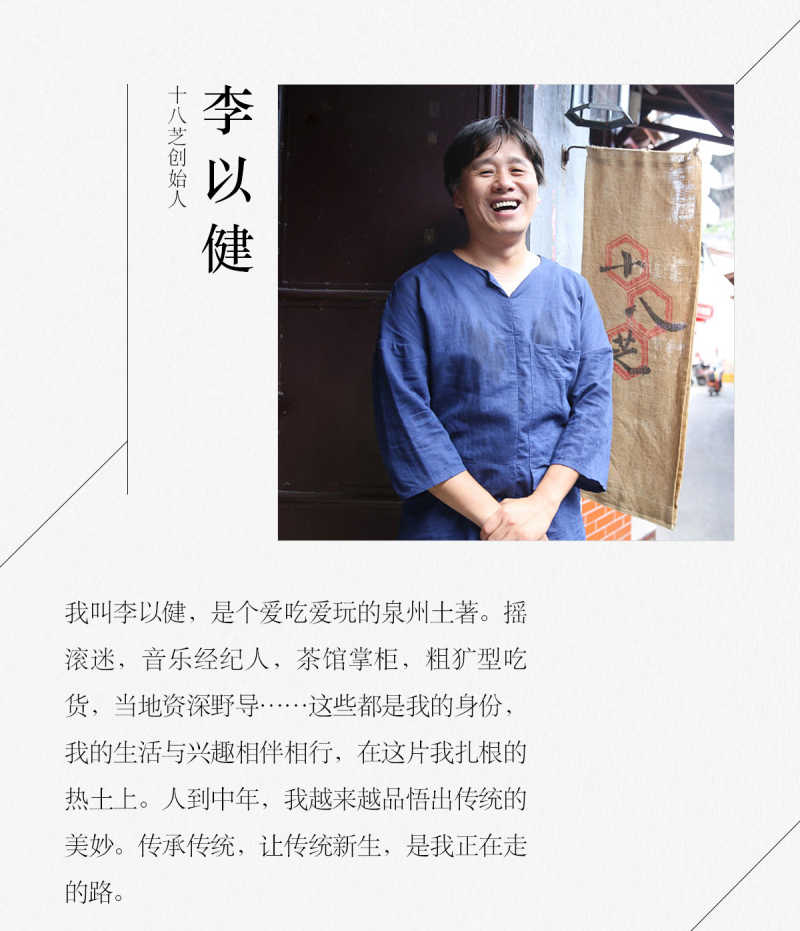 李以健
十八芝创始人
十八芝
我叫李以健，是个爱吃爱玩的泉州土著。摇
滚迷，音乐经纪人，茶馆掌柜，粗犷型吃
货，当地资深野导……这些都是我的身份，
我的生活与兴趣相伴相行，在这片我扎根的
热土上。人到中年，我越来越品悟出传统的
美妙。传承传统，让传统新生，是我正在走
的路。